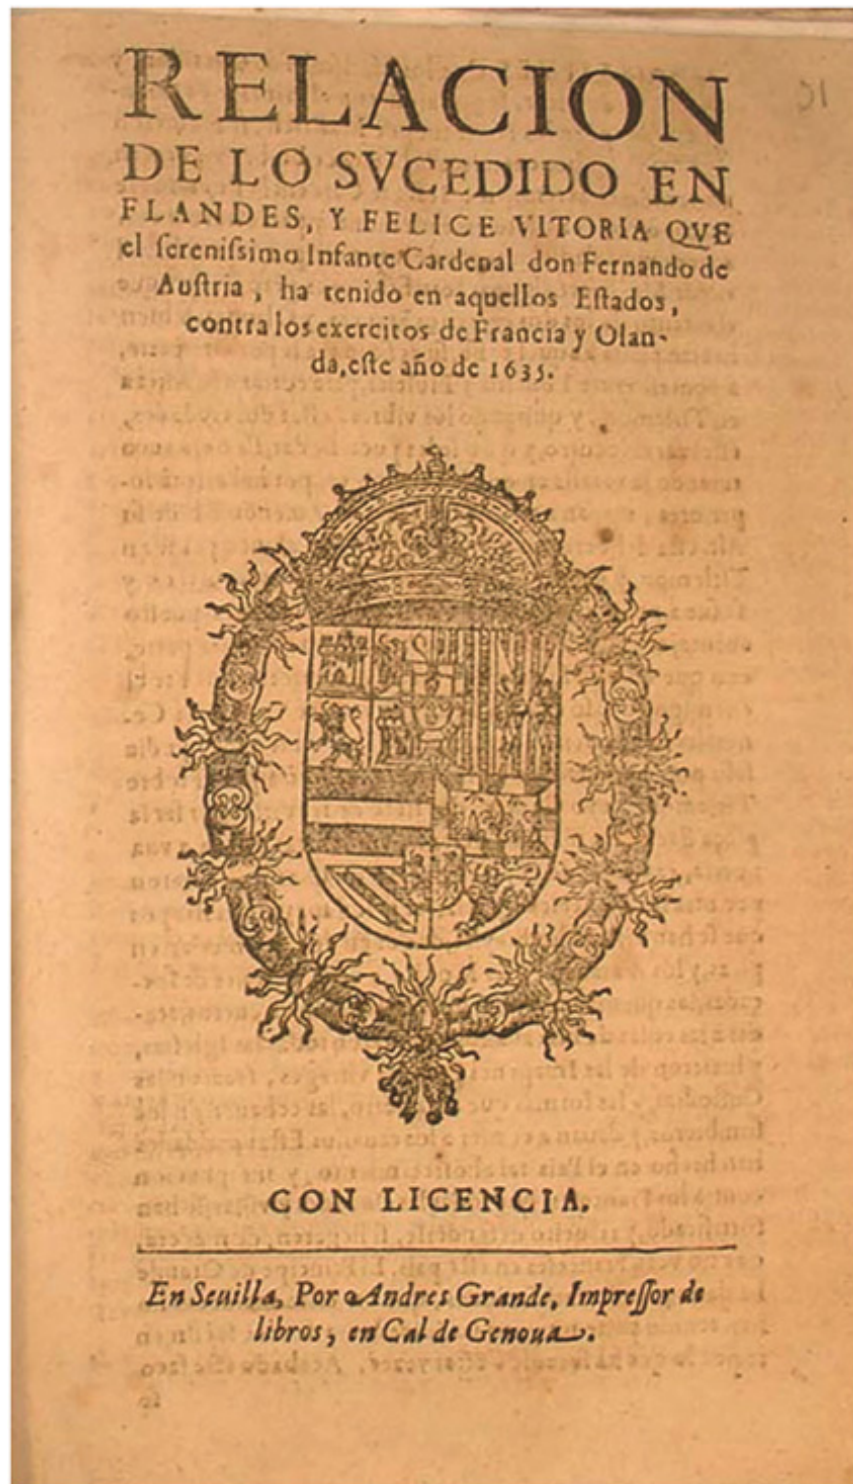 RELACION
DE LO SVCEDIDO EN
FLANDES, Y FELICE VITORIA QVE
el serenissimo Infante Cardenal don Fernando de
Austria, ha tenido en aquellos Estados,
contra los exercitos de Francia y Olan-
da, este año de 1635.
CON LICENCIA.
En Seuilla, Por Andres Grande, Impressor de
libros, en Cal de Genoua.